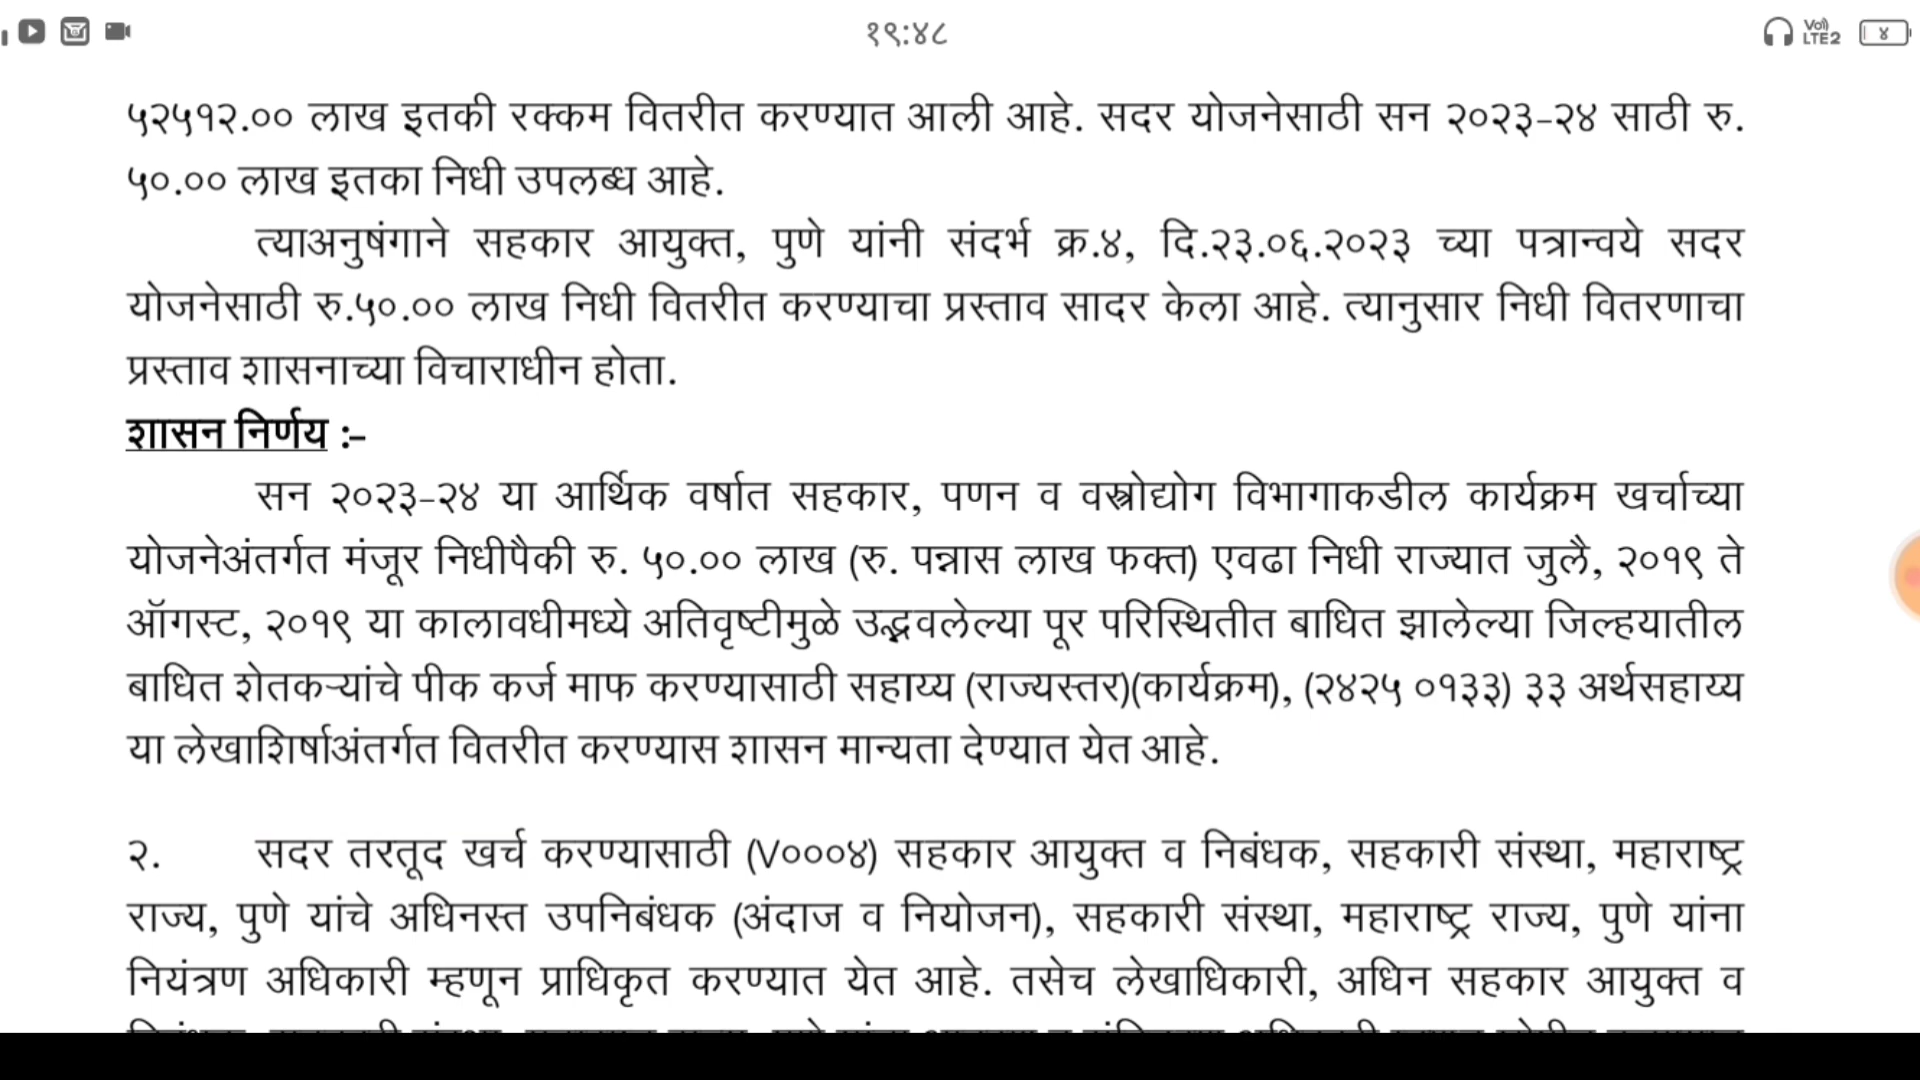 १९:४८
Vo))
LTE2
४
५२५१२.०० लाख इतकी रक्कम वितरीत करण्यात आली आहे. सदर योजनेसाठी सन २०२३-२४ साठी रु.
५०.०० लाख इतका निधी उपलब्ध आहे.
त्याअनुषंगाने सहकार आयुक्त, पुणे यांनी संदर्भ क्र.४, दि.२३.०६.२०२३ च्या पत्रान्वये सदर
योजनेसाठी रु.५०.०० लाख निधी वितरीत करण्याचा प्रस्ताव सादर केला आहे. त्यानुसार निधी वितरणाचा
प्रस्ताव शासनाच्या विचाराधीन होता.
शासन निर्णय :-
सन २०२३-२४ या आर्थिक वर्षात सहकार, पणन व वस्त्रोद्योग विभागाकडील कार्यक्रम खर्चाच्या
योजनेअंतर्गत मंजूर निधीपैकी रु. ५०.०० लाख (रु. पन्नास लाख फक्त) एवढा निधी राज्यात जुलै, २०१९ ते
ऑगस्ट, २०१९ या कालावधीमध्ये अतिवृष्टीमुळे उद्भवलेल्या पूर परिस्थितीत बाधित झालेल्या जिल्हयातील
बाधित शेतकऱ्यांचे पीक कर्ज माफ करण्यासाठी सहाय्य (राज्यस्तर)(कार्यक्रम), (२४२५ ०१३३) ३३ अर्थसहाय्य
या लेखाशिर्षाअंतर्गत वितरीत करण्यास शासन मान्यता देण्यात येत आहे.
२. सदर तरतूद खर्च करण्यासाठी (V०००४) सहकार आयुक्त व निबंधक, सहकारी संस्था, महाराष्ट्र
राज्य, पुणे यांचे अधिनस्त उपनिबंधक (अंदाज व नियोजन), सहकारी संस्था, महाराष्ट्र राज्य, पुणे यांना
नियंत्रण अधिकारी म्हणून प्राधिकृत करण्यात येत आहे. तसेच लेखाधिकारी, अधिन सहकार आयुक्त व